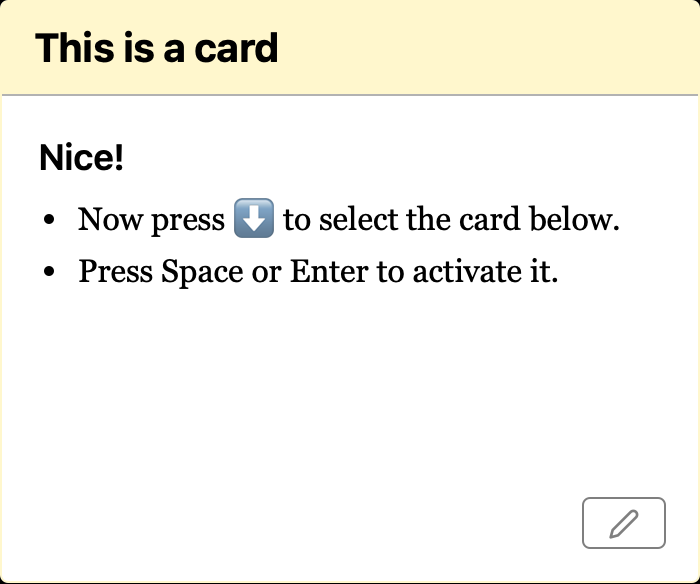 This is a card
Nice!
• Now press ⬇️ to select the card below.
• Press Space or Enter to activate it.